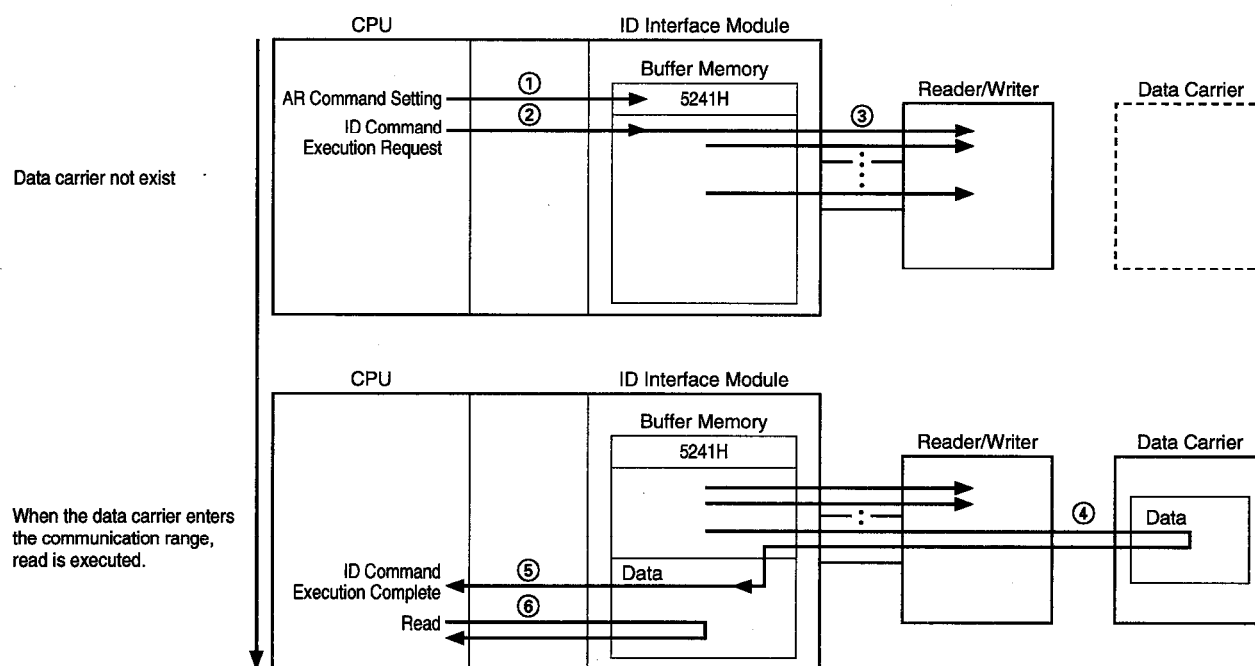 CPU
ID Interface Module
Buffer Memory
Reader/Writer
Data Carrier
AR Command Setting
①
5241H
ID Command
Execution Request
②
③
Data carrier not exist
CPU
ID Interface Module
Buffer Memory
Reader/Writer
Data Carrier
5241H
When the data carrier enters
the communication range,
read is executed.
④
Data
ID Command
Execution Complete
⑤
Data
Read
⑥